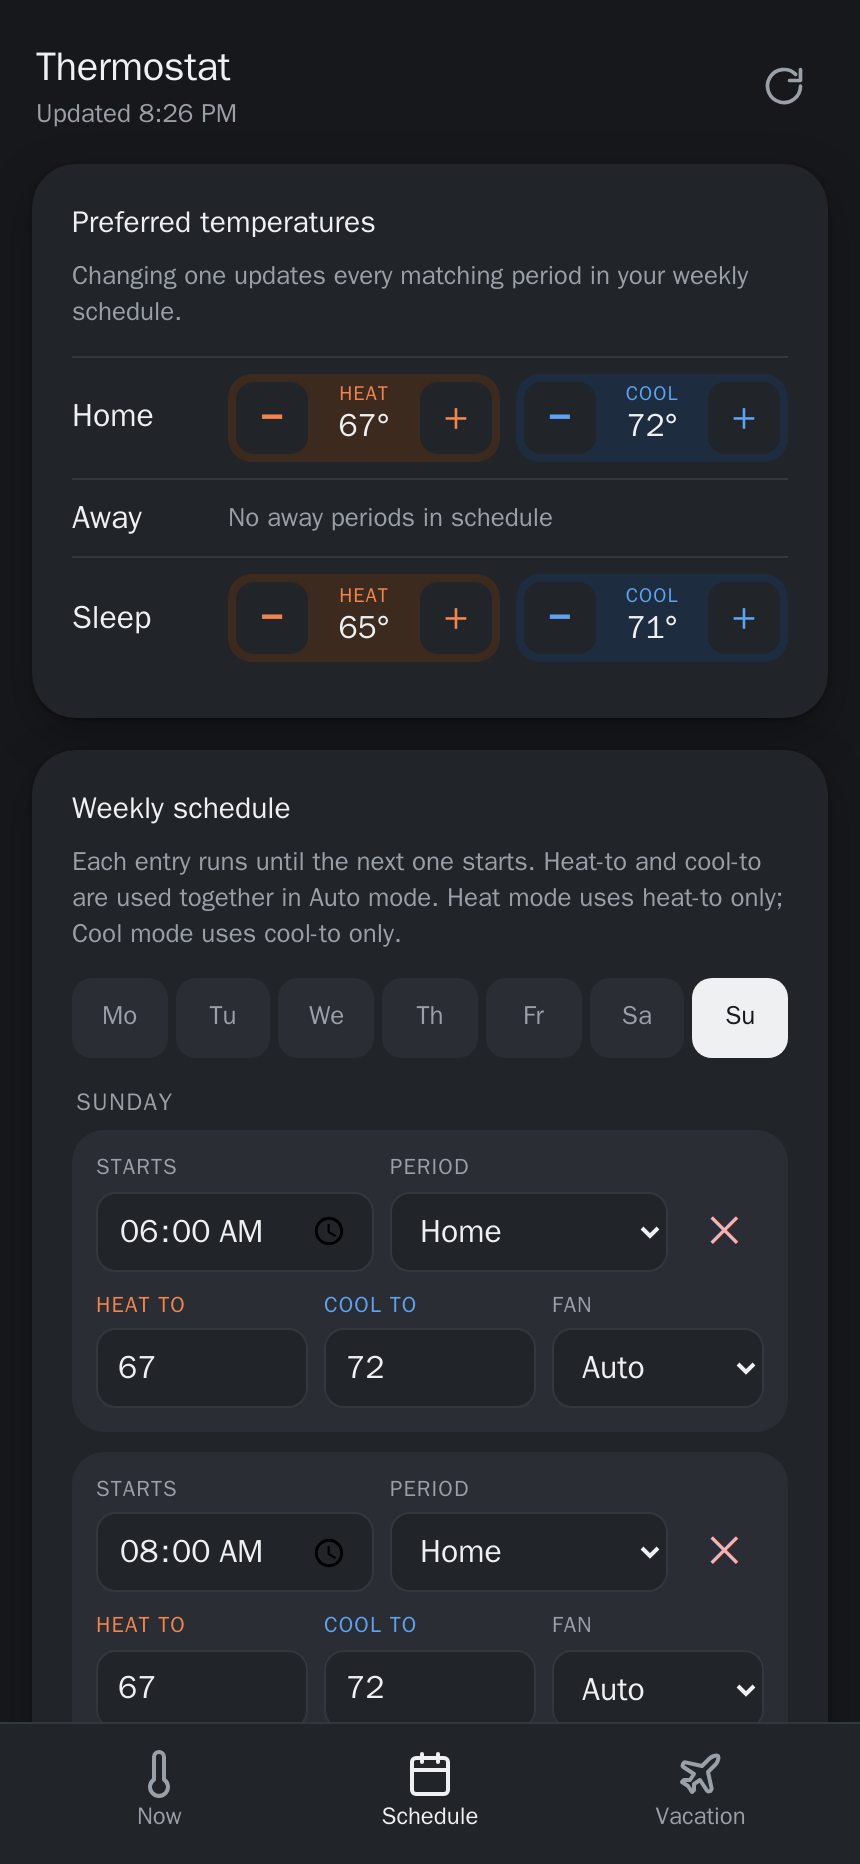 Thermostat
Updated 8:26 PM
Preferred temperatures
Changing one updates every matching period in your weekly
schedule.
Home
HEAT
67°
COOL
72°
Away
No away periods in schedule
Sleep
HEAT
65°
COOL
71°
Weekly schedule
Each entry runs until the next one starts. Heat-to and cool-to
are used together in Auto mode. Heat mode uses heat-to only;
Cool mode uses cool-to only.
Mo Tu We Th Fr Sa Su
SUNDAY
STARTS PERIOD
06:00 AM Home
HEAT TO COOL TO FAN
67 72 Auto
STARTS PERIOD
08:00 AM Home
HEAT TO COOL TO FAN
67 72 Auto
Now Schedule Vacation